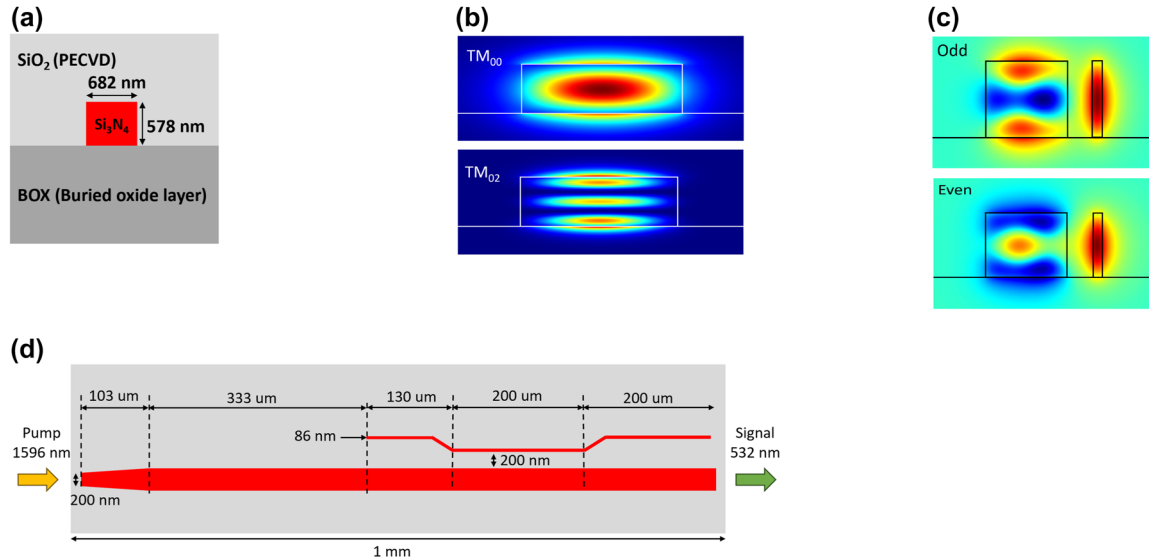 (a)
SiO2 (PECVD)
682 nm
Si3N4
578 nm
BOX (Buried oxide layer)
(b)
TM00
TM02
(c)
Odd
Even
(d)
103 um
333 um
130 um
200 um
200 um
Pump
1596 nm
86 nm
200 nm
200 nm
Signal
532 nm
1 mm